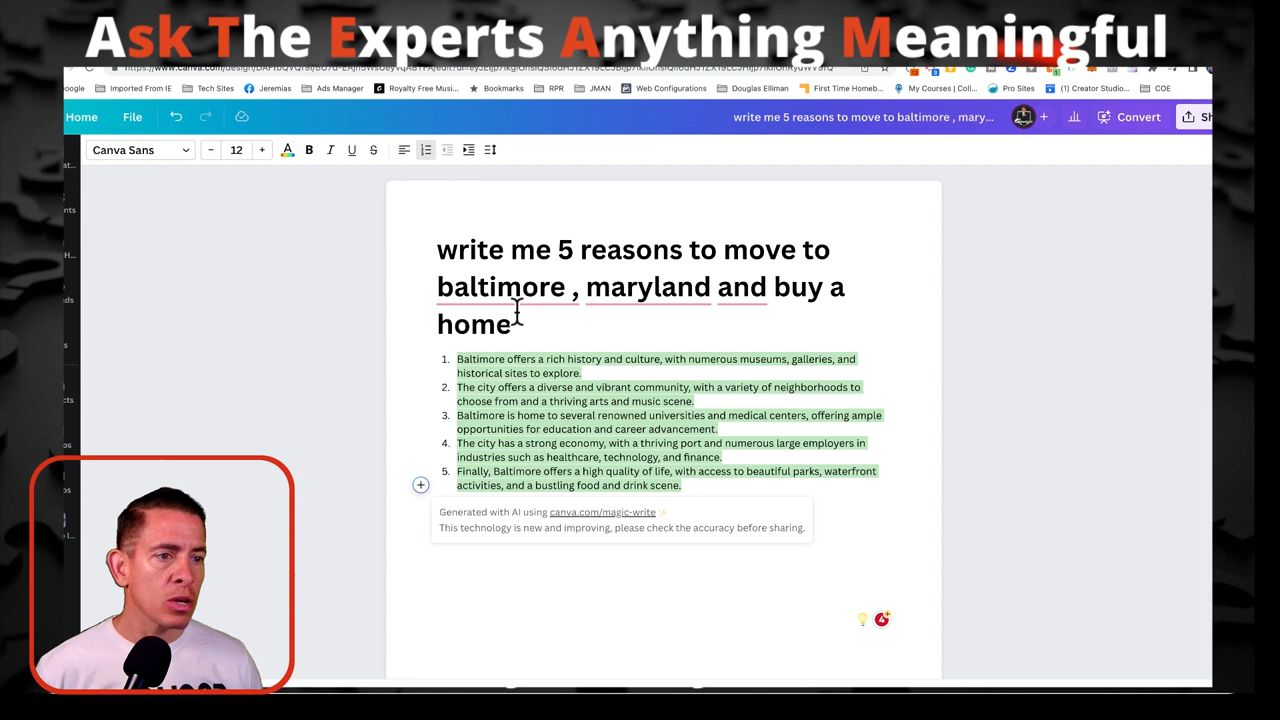 Ask The Experts Anything Meaningful
oogle Imported From IE Tech Sites Jeremias Ads Manager Royalty Free Musi... Bookmarks RPR JMAN Web Configurations Douglas Elliman First Time Homeb... My Courses | Coll... Pro Sites (1) Creator Studio... COE
Home File write me 5 reasons to move to baltimore , mary... + Convert Sh
Canva Sans − 12 + A B I U S
write me 5 reasons to move to
baltimore , maryland and buy a
home
1. Baltimore offers a rich history and culture, with numerous museums, galleries, and
historical sites to explore.
2. The city offers a diverse and vibrant community, with a variety of neighborhoods to
choose from and a thriving arts and music scene.
3. Baltimore is home to several renowned universities and medical centers, offering ample
opportunities for education and career advancement.
4. The city has a strong economy, with a thriving port and numerous large employers in
industries such as healthcare, technology, and finance.
5. Finally, Baltimore offers a high quality of life, with access to beautiful parks, waterfront
activities, and a bustling food and drink scene.
Generated with AI using canva.com/magic-write
This technology is new and improving, please check the accuracy before sharing.
4